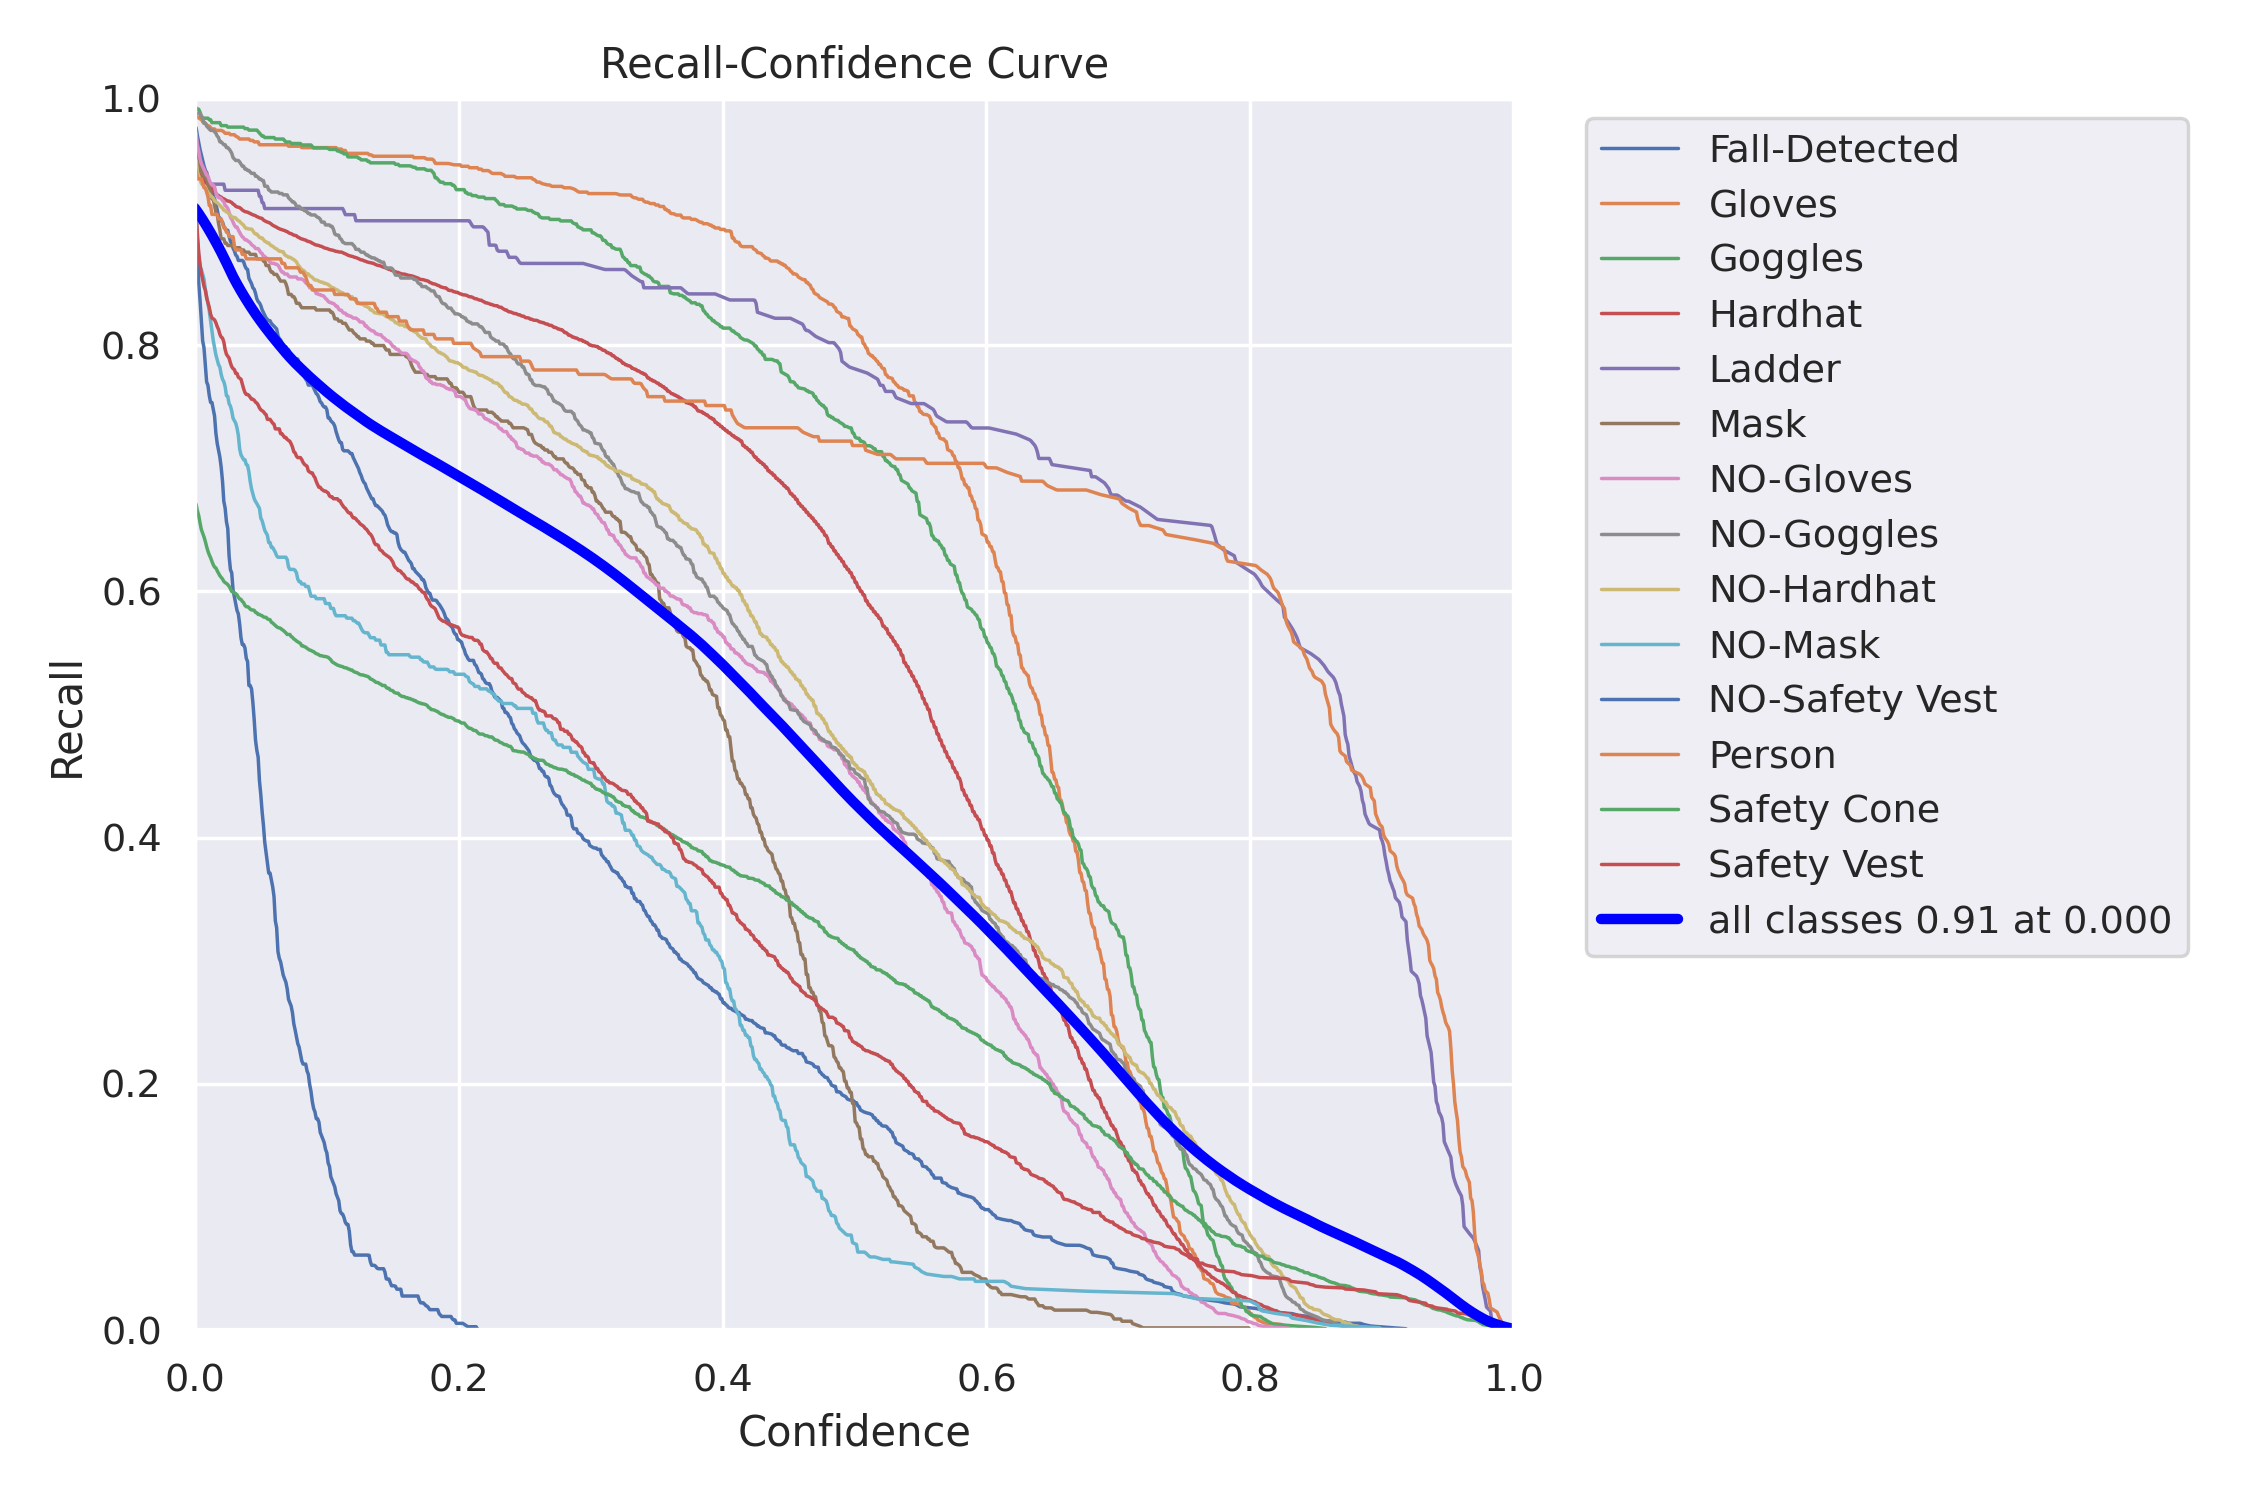 Recall-Confidence Curve
1.0
0.8
0.6
0.4
0.2
0.0
Recall
0.0 0.2 0.4 0.6 0.8 1.0
Confidence
Fall-Detected
Gloves
Goggles
Hardhat
Ladder
Mask
NO-Gloves
NO-Goggles
NO-Hardhat
NO-Mask
NO-Safety Vest
Person
Safety Cone
Safety Vest
all classes 0.91 at 0.000